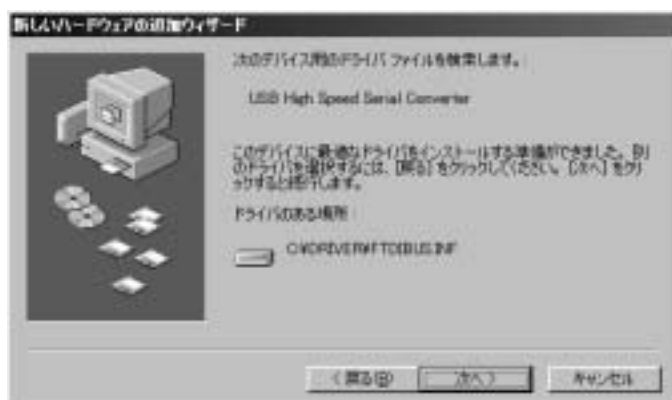 新しいハードウェアの追加ウィザード
次のデバイス用のドライバ ファイルを検索します。:
USB High Speed Serial Converter
このデバイスに最適なドライバをインストールする準備ができました。別
のドライバを選択するには、[戻る] をクリックしてください。[次へ] をクリ
ックすると続行します。
ドライバのある場所:
C:¥DRIVER¥FTDIBUS.INF
< 戻る(B)
次へ >
キャンセル